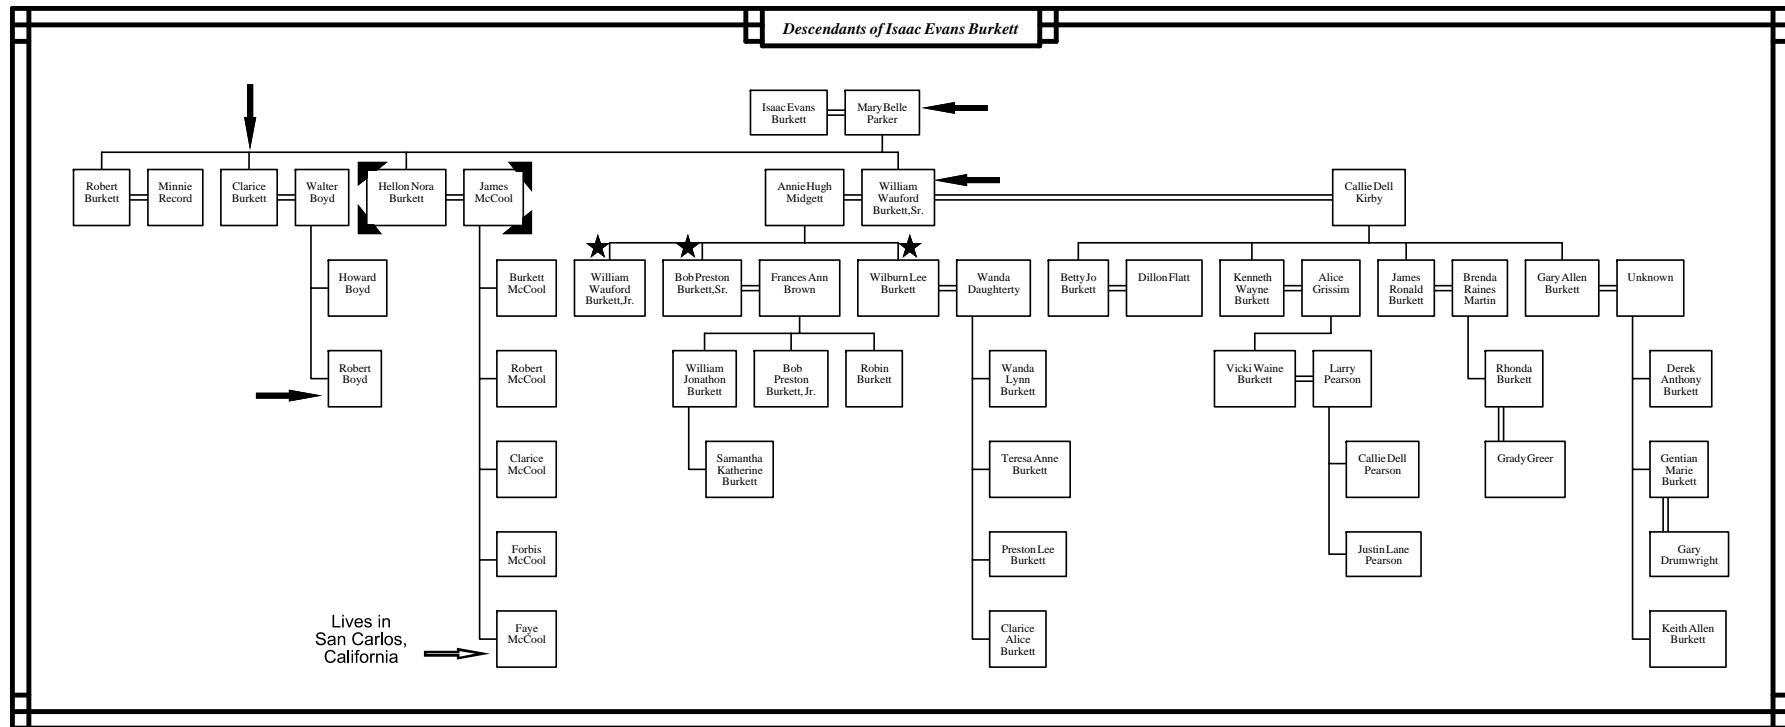 Descendants of Isaac Evans Burkett
Isaac Evans
Burkett
Mary Belle
Parker
Robert
Burkett
Minnie
Record
Clarice
Burkett
Walter
Boyd
Hellon Nora
Burkett
James
McCool
Annie Hugh
Midgett
William
Wauford
Burkett, Sr.
Callie Dell
Kirby
Howard
Boyd
Burkett
McCool
William
Wauford
Burkett, Jr.
Bob Preston
Burkett, Sr.
Frances Ann
Brown
Wilburn Lee
Burkett
Wanda
Daughterty
Betty Jo
Burkett
Dillon Flatt
Kenneth
Wayne
Burkett
Alice
Grissim
James
Ronald
Burkett
Brenda
Raines
Martin
Gary Allen
Burkett
Unknown
Robert
Boyd
Robert
McCool
William
Jonathon
Burkett
Bob
Preston
Burkett, Jr.
Robin
Burkett
Wanda
Lynn
Burkett
Vicki Waine
Burkett
Larry
Pearson
Rhonda
Burkett
Derek
Anthony
Burkett
Clarice
McCool
Samantha
Katherine
Burkett
Teresa Anne
Burkett
Callie Dell
Pearson
Grady Greer
Gentian
Marie
Burkett
Forbis
McCool
Preston Lee
Burkett
Justin Lane
Pearson
Gary
Drumwright
Lives in
San Carlos,
California
Faye
McCool
Clarice
Alice
Burkett
Keith Allen
Burkett